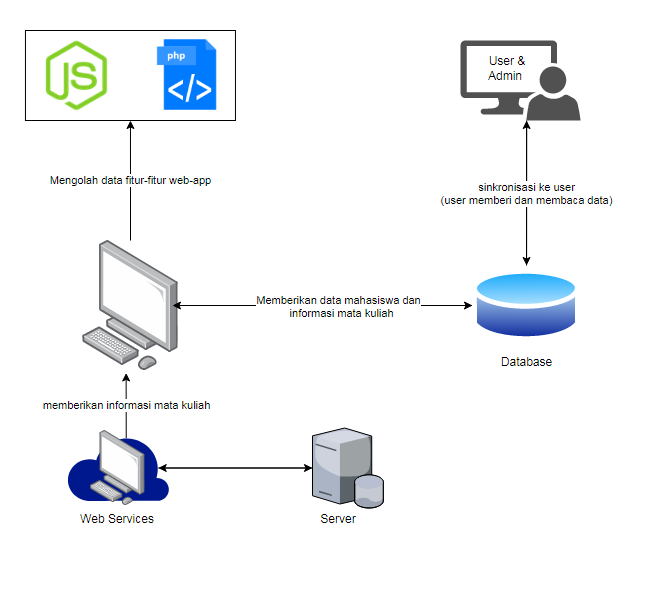 JS
php
</>
User &
Admin
Mengolah data fitur-fitur web-app
sinkronisasi ke user
(user memberi dan membaca data)
Memberikan data mahasiswa dan
informasi mata kuliah
Database
memberikan informasi mata kuliah
Web Services
Server